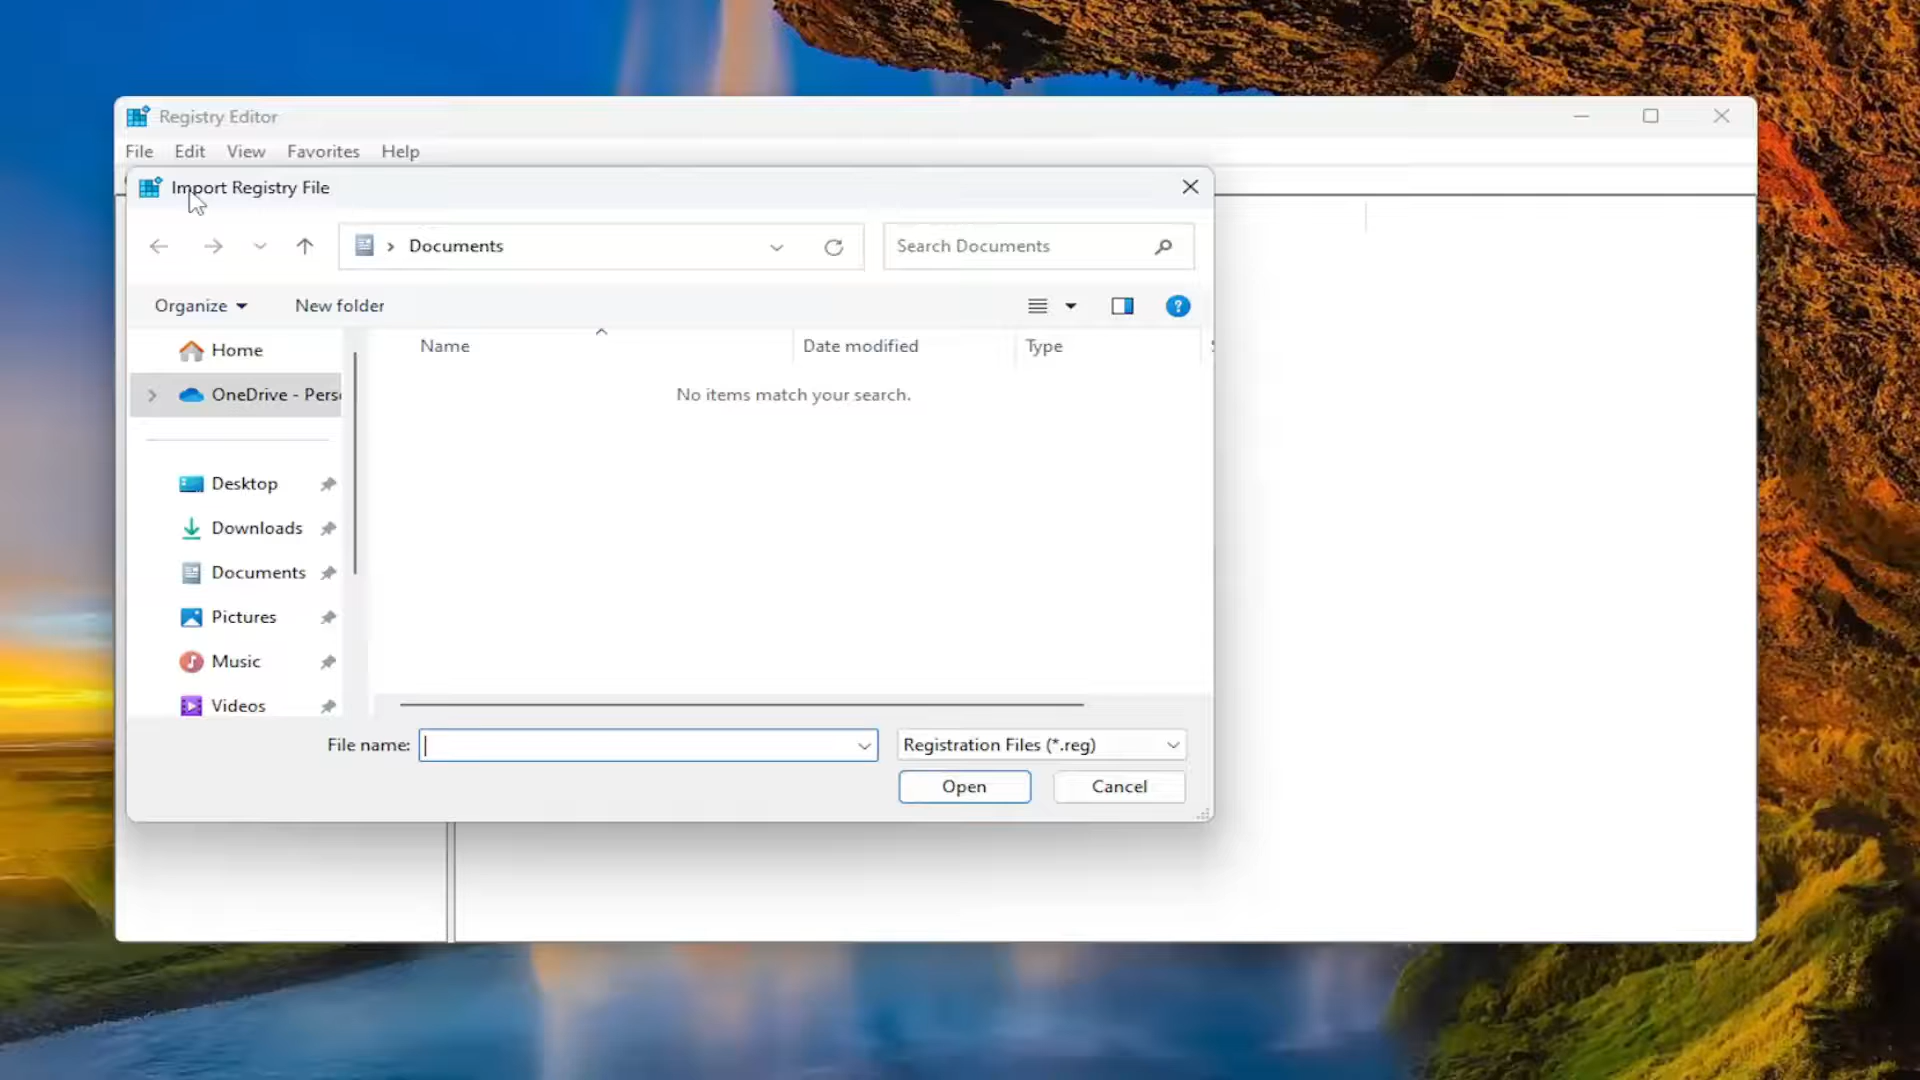 Registry Editor
File Edit View Favorites Help
Import Registry File
Documents
Search Documents
Organize New folder
Name Date modified Type
Home
No items match your search.
OneDrive - Pers
Desktop
Downloads
Documents
Pictures
Music
Videos
File name: Registration Files (*.reg)
Open Cancel